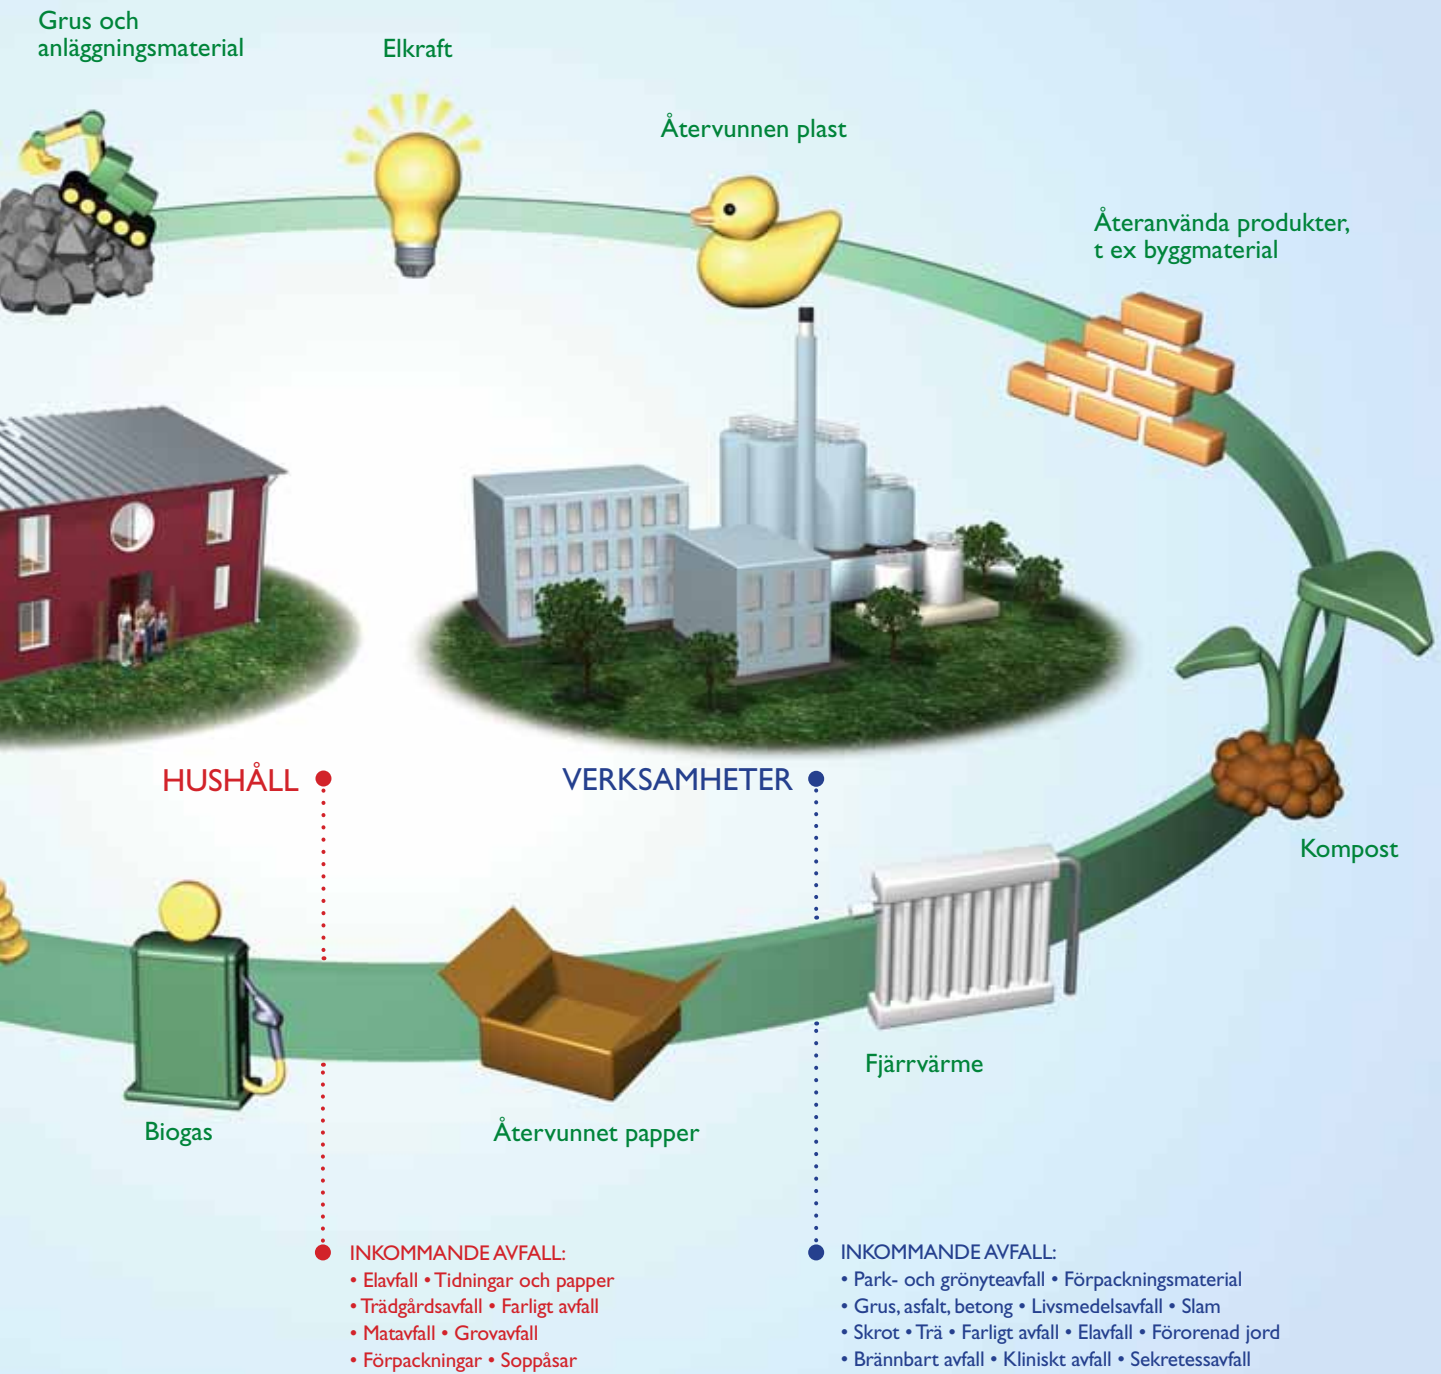 Grus och
anläggningsmaterial
Elkraft
Återvunnen plast
Återanvända produkter,
t ex byggmaterial
HUSHÅLL
VERKSAMHETER
Kompost
Fjärrvärme
Biogas
Återvunnet papper
INKOMMANDE AVFALL:
• Elavfall • Tidningar och papper
• Trädgårdsavfall • Farligt avfall
• Matavfall • Grovavfall
• Förpackningar • Soppåsar
INKOMMANDE AVFALL:
• Park- och grönyteavfall • Förpackningsmaterial
• Grus, asfalt, betong • Livsmedelsavfall • Slam
• Skrot • Trä • Farligt avfall • Elavfall • Förorenad jord
• Brännbart avfall • Kliniskt avfall • Sekretessavfall